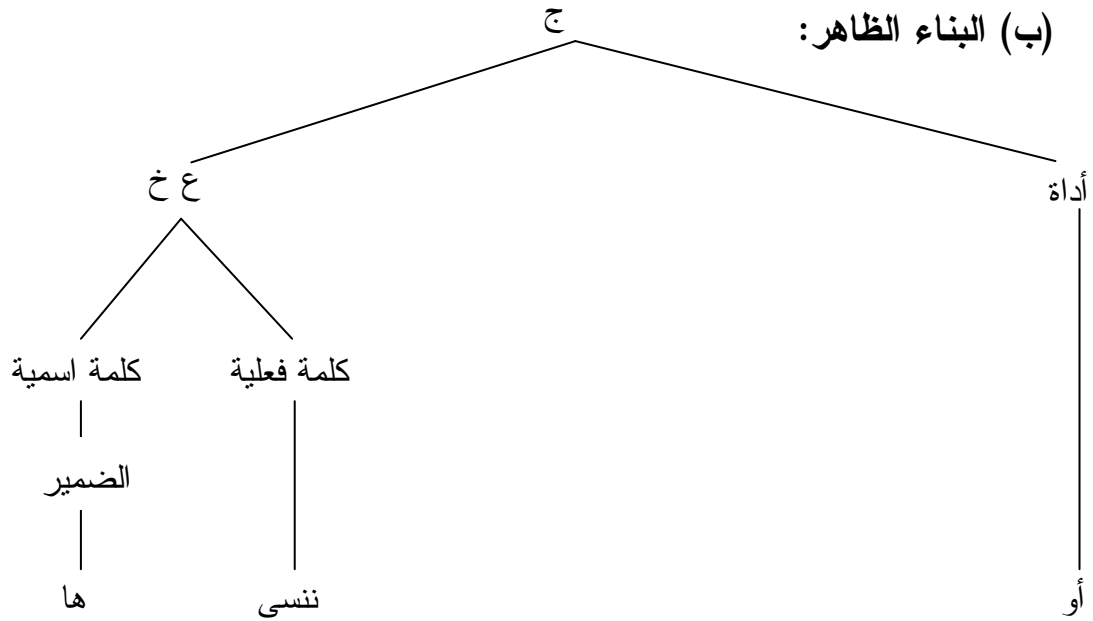 (ب) البناء الظاهر:
ج
أداة
ع خ
كلمة فعلية
كلمة اسمية
الضمير
أو
ننسى
ها